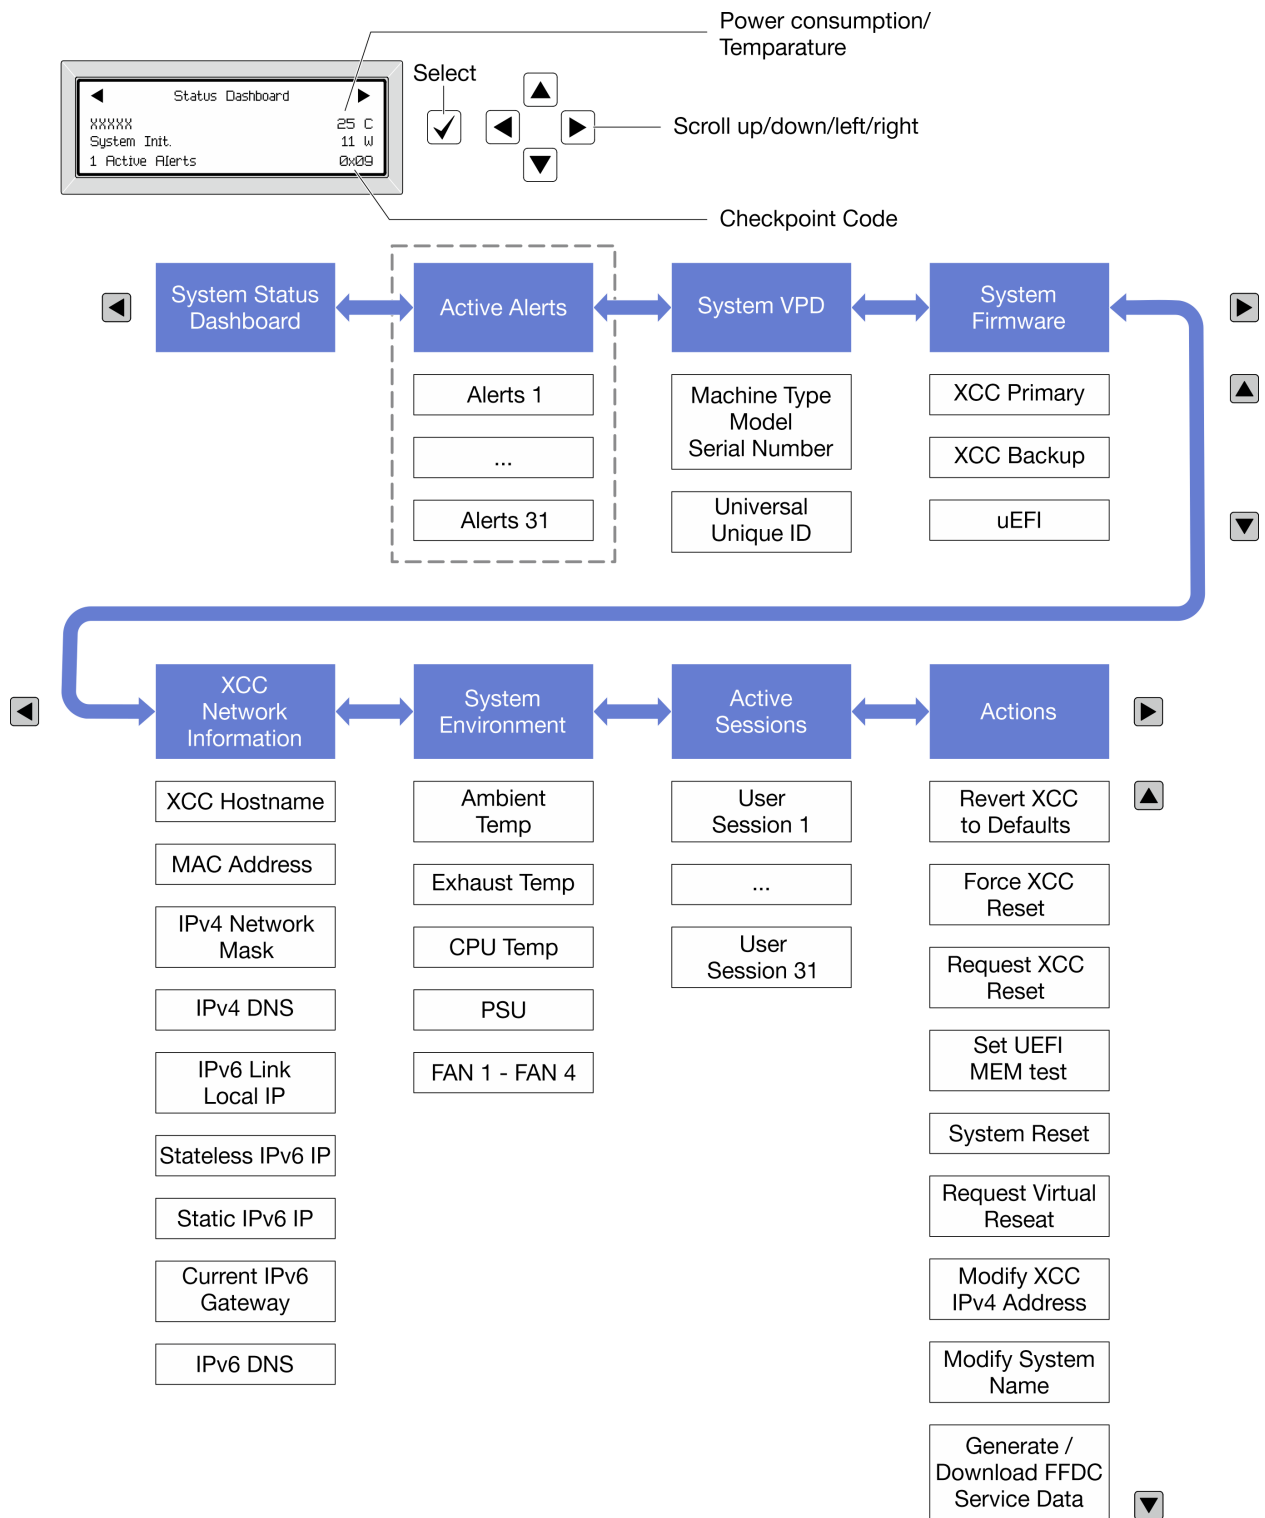 Power consumption/
Temparature
Select
Status Dashboard
XXXXX 25 C
System Init. 11 W
1 Active Alerts 0x09
Scroll up/down/left/right
Checkpoint Code
System Status
Dashboard
Active Alerts
System VPD
System
Firmware
Alerts 1
...
Alerts 31
Machine Type
Model
Serial Number
Universal
Unique ID
XCC Primary
XCC Backup
uEFI
XCC
Network
Information
System
Environment
Active
Sessions
Actions
XCC Hostname
MAC Address
IPv4 Network
Mask
IPv4 DNS
IPv6 Link
Local IP
Stateless IPv6 IP
Static IPv6 IP
Current IPv6
Gateway
IPv6 DNS
Ambient
Temp
Exhaust Temp
CPU Temp
PSU
FAN 1 - FAN 4
User
Session 1
...
User
Session 31
Revert XCC
to Defaults
Force XCC
Reset
Request XCC
Reset
Set UEFI
MEM test
System Reset
Request Virtual
Reseat
Modify XCC
IPv4 Address
Modify System
Name
Generate /
Download FFDC
Service Data